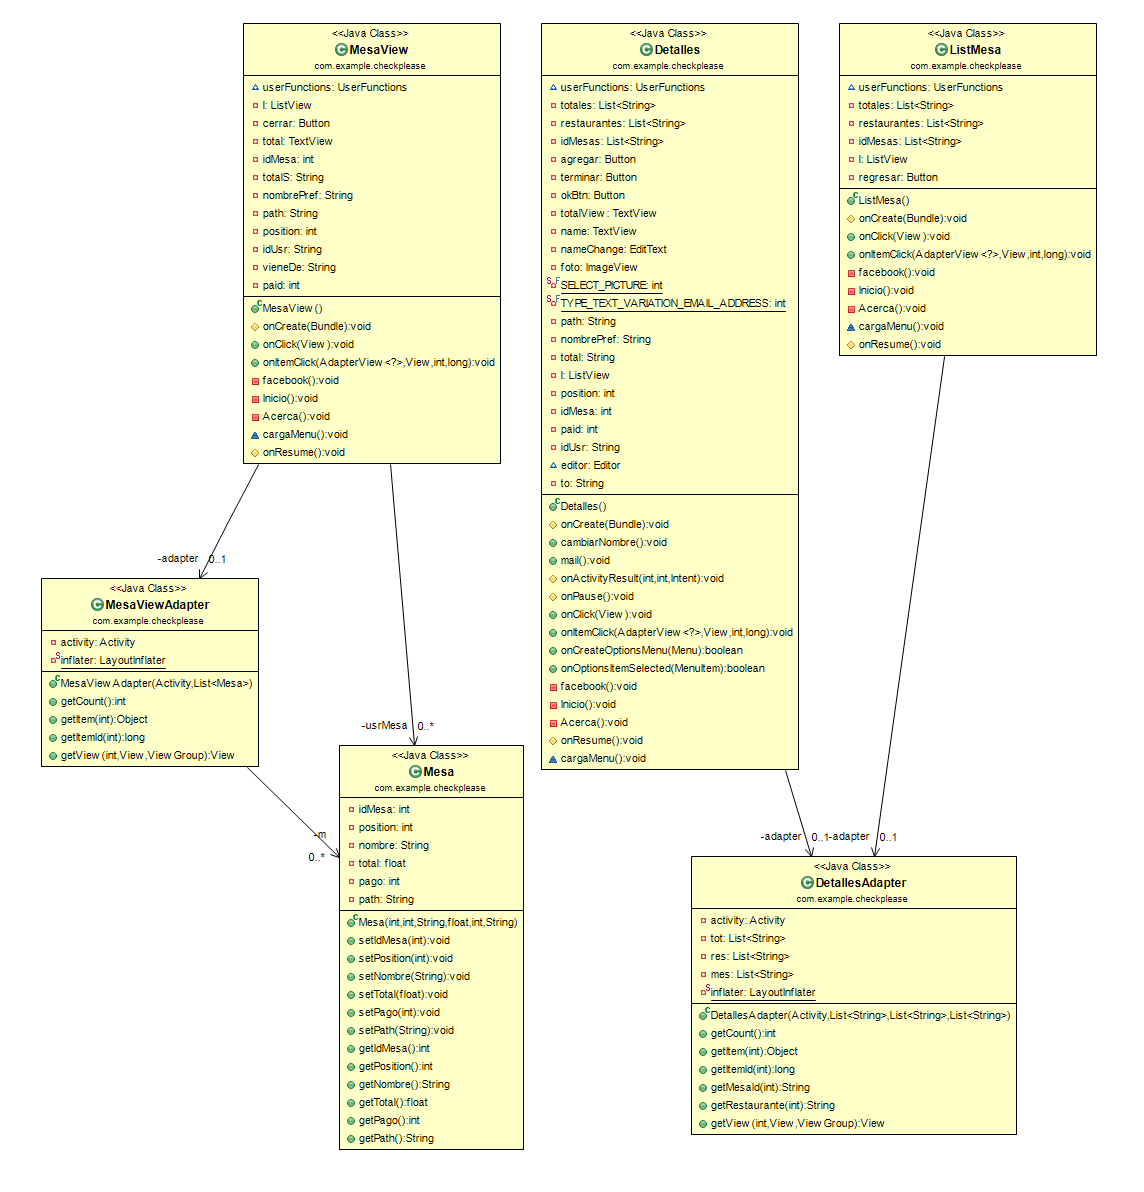 <<Java Class>>
MesaView
com.example.checkplease
userFunctions: UserFunctions
l: ListView
cerrar: Button
total: TextView
idMesa: int
totalS: String
nombrePref: String
path: String
position: int
idUsr: String
vieneDe: String
paid: int
MesaView()
onCreate(Bundle):void
onClick(View):void
onItemClick(AdapterView<?>,View,int,long):void
facebook():void
Inicio():void
Acerca():void
cargaMenu():void
onResume():void
<<Java Class>>
Detalles
com.example.checkplease
userFunctions: UserFunctions
totales: List<String>
restaurantes: List<String>
idMesas: List<String>
agregar: Button
terminar: Button
okBtn: Button
totalView: TextView
name: TextView
nameChange: EditText
foto: ImageView
SELECT_PICTURE: int
TYPE_TEXT_VARIATION_EMAIL_ADDRESS: int
path: String
nombrePref: String
total: String
l: ListView
position: int
idMesa: int
paid: int
idUsr: String
editor: Editor
to: String
Detalles()
onCreate(Bundle):void
cambiarNombre():void
mail():void
onActivityResult(int,int,Intent):void
onPause():void
onClick(View):void
onItemClick(AdapterView<?>,View,int,long):void
onCreateOptionsMenu(Menu):boolean
onOptionsItemSelected(MenuItem):boolean
facebook():void
Inicio():void
Acerca():void
onResume():void
cargaMenu():void
<<Java Class>>
ListMesa
com.example.checkplease
userFunctions: UserFunctions
totales: List<String>
restaurantes: List<String>
idMesas: List<String>
l: ListView
regresar: Button
ListMesa()
onCreate(Bundle):void
onClick(View):void
onItemClick(AdapterView<?>,View,int,long):void
facebook():void
Inicio():void
Acerca():void
cargaMenu():void
onResume():void
-adapter 0..1
<<Java Class>>
MesaViewAdapter
com.example.checkplease
activity: Activity
inflater: LayoutInflater
MesaViewAdapter(Activity,List<Mesa>)
getCount():int
getItem(int):Object
getItemId(int):long
getView(int,View,ViewGroup):View
-usrMesa 0..*
-m
0..*
<<Java Class>>
Mesa
com.example.checkplease
idMesa: int
position: int
nombre: String
total: float
pago: int
path: String
Mesa(int,int,String,float,int,String)
setIdMesa(int):void
setPosition(int):void
setNombre(String):void
setTotal(float):void
setPago(int):void
setPath(String):void
getIdMesa():int
getPosition():int
getNombre():String
getTotal():float
getPago():int
getPath():String
-adapter 0..1
-adapter 0..1
<<Java Class>>
DetallesAdapter
com.example.checkplease
activity: Activity
tot: List<String>
res: List<String>
mes: List<String>
inflater: LayoutInflater
DetallesAdapter(Activity,List<String>,List<String>,List<String>)
getCount():int
getItem(int):Object
getItemId(int):long
getMesaId(int):String
getRestaurante(int):String
getView(int,View,ViewGroup):View